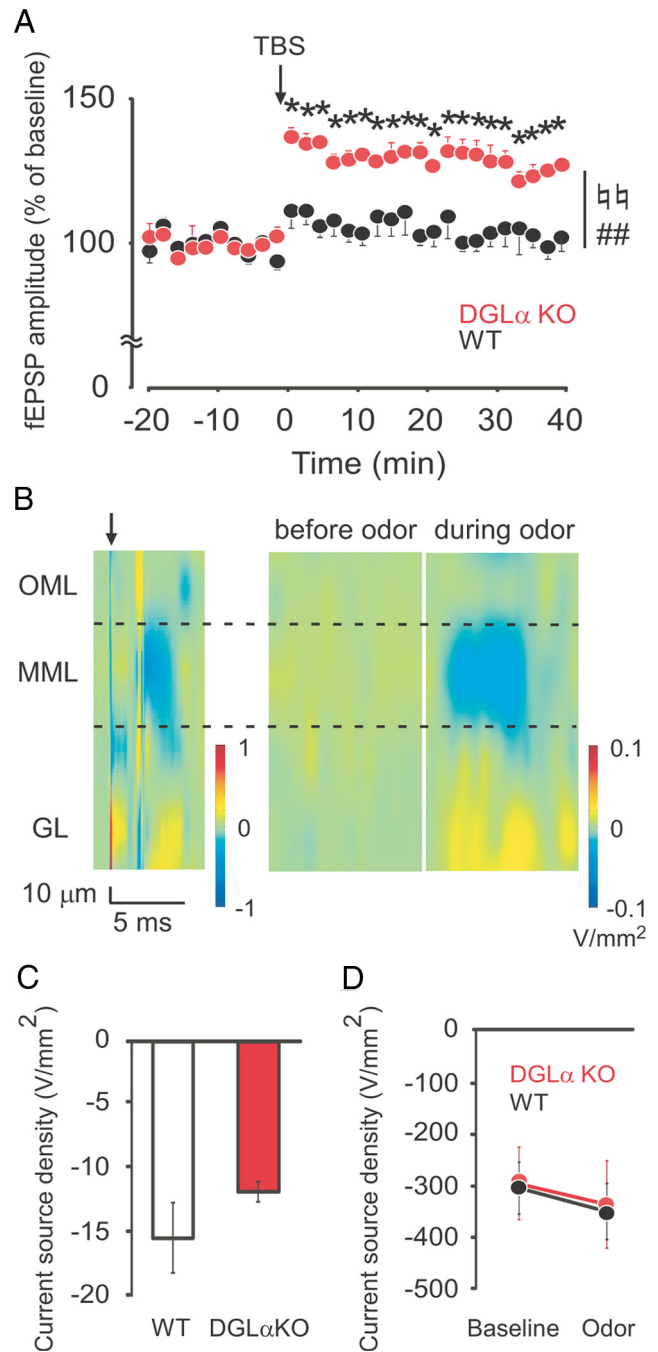 A
TBS
fEPSP amplitude (% of baseline)
150
100
0
****************** 
♮♮
##
DGLα KO
WT
-20 -10 0 10 20 30 40
Time (min)
B
before odor during odor
OML
MML
GL
1
0
-1
0.1
0
-0.1
V/mm²
10 μm
5 ms
C
Current source density (V/mm²)
0
-5
-10
-15
-20
WT DGLαKO
D
Current source density (V/mm²)
0
-100
-200
-300
-400
-500
DGLα KO
WT
Baseline Odor